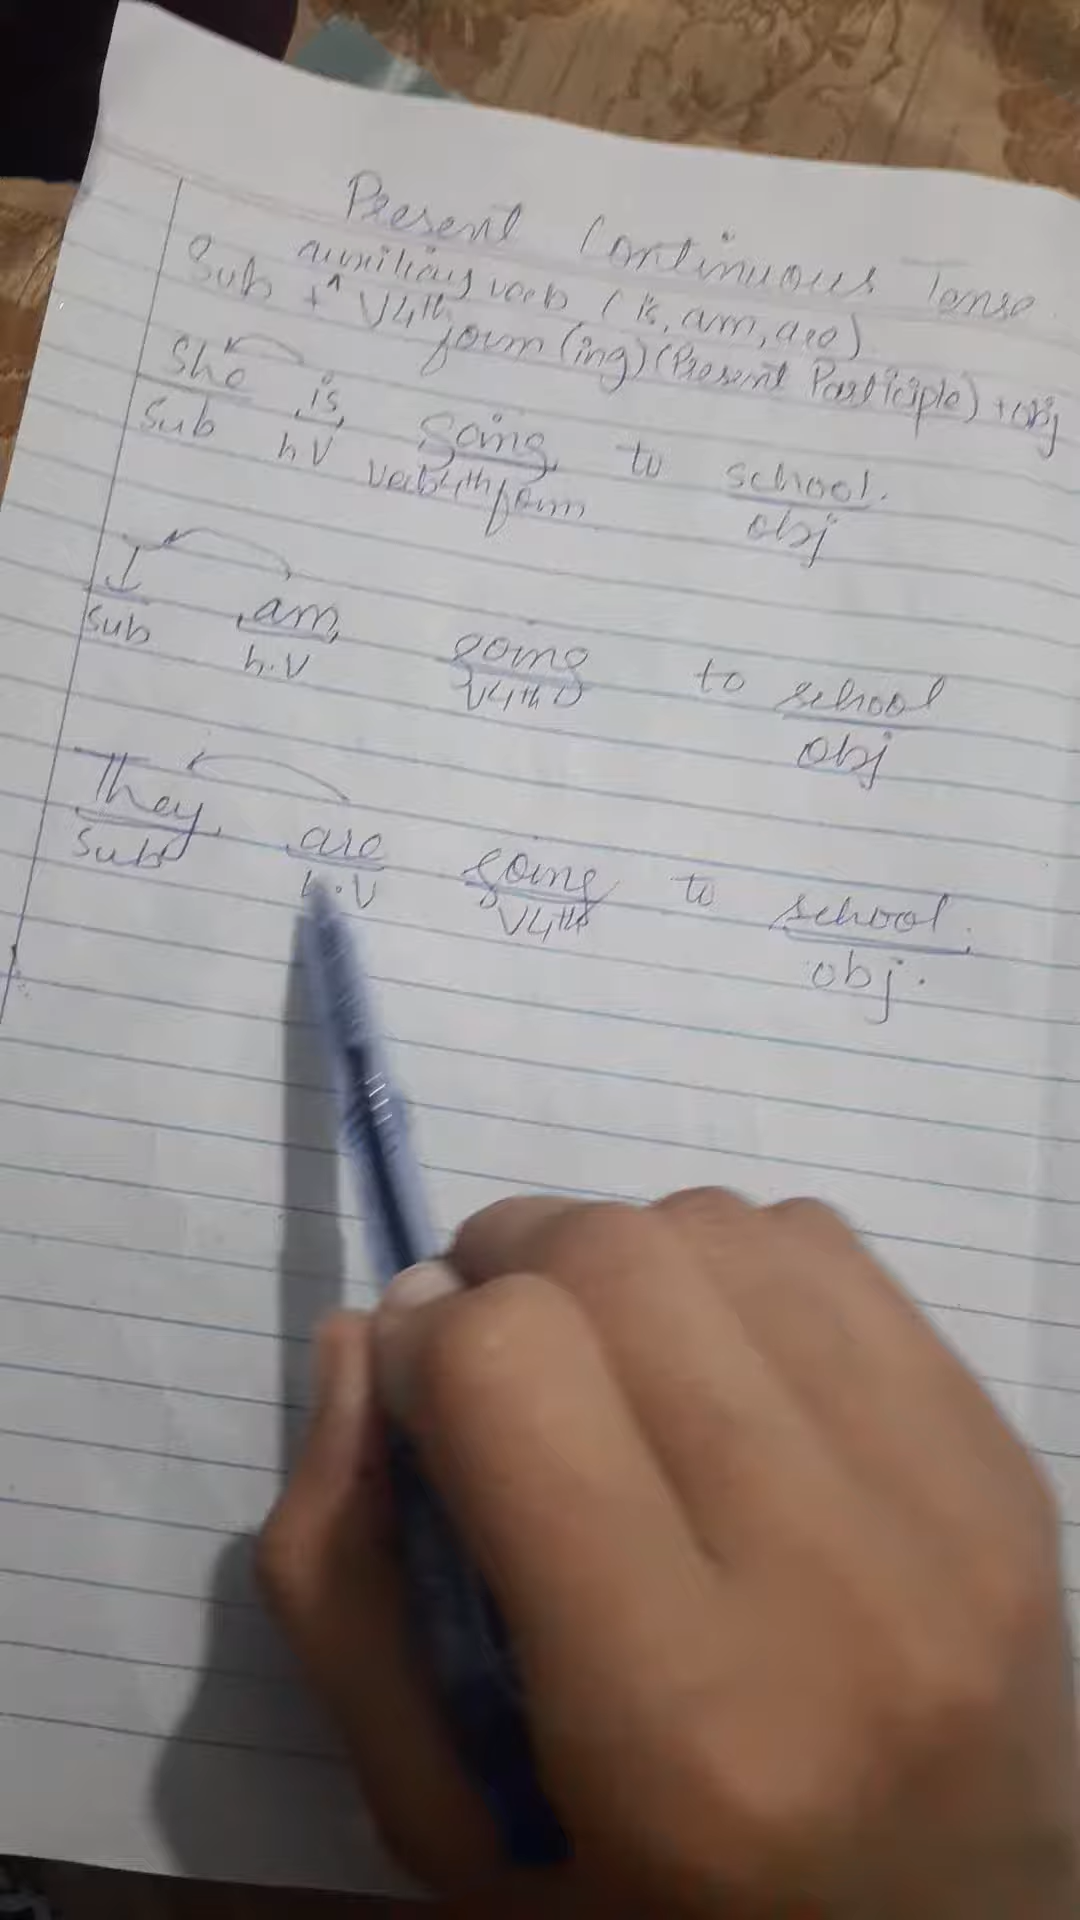 Present Continuous Tense
auxiliary verb (is, am, are)
Sub + ^ V4th form (ing) (Present Participle) + obj
She is going to school.
Sub hV Verb4th form obj
I am going to school
Sub h.V V4th obj
They are going to school.
Sub h.V V4th obj.